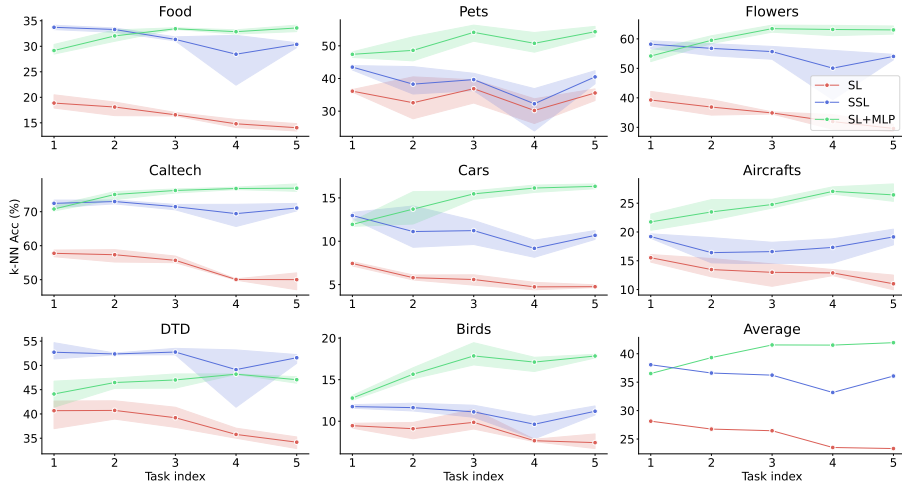 Food
35
30
25
20
15
1 2 3 4 5
Pets
50
40
30
1 2 3 4 5
Flowers
60
50
40
30
1 2 3 4 5
SL
SSL
SL+MLP
k-NN Acc (%)
Caltech
70
60
50
1 2 3 4 5
Cars
15
10
5
1 2 3 4 5
Aircrafts
25
20
15
10
1 2 3 4 5
DTD
55
50
45
40
35
1 2 3 4 5
Task index
Birds
20
15
10
1 2 3 4 5
Task index
Average
40
35
30
25
1 2 3 4 5
Task index